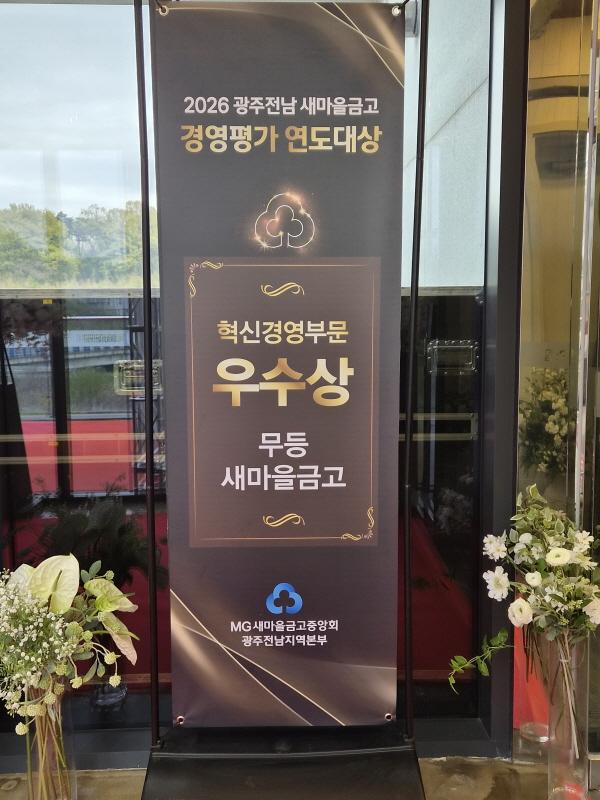 2026 광주전남 새마을금고
경영평가 연도대상
혁신경영부문
우수상
무등
새마을금고
MG새마을금고중앙회
광주전남지역본부